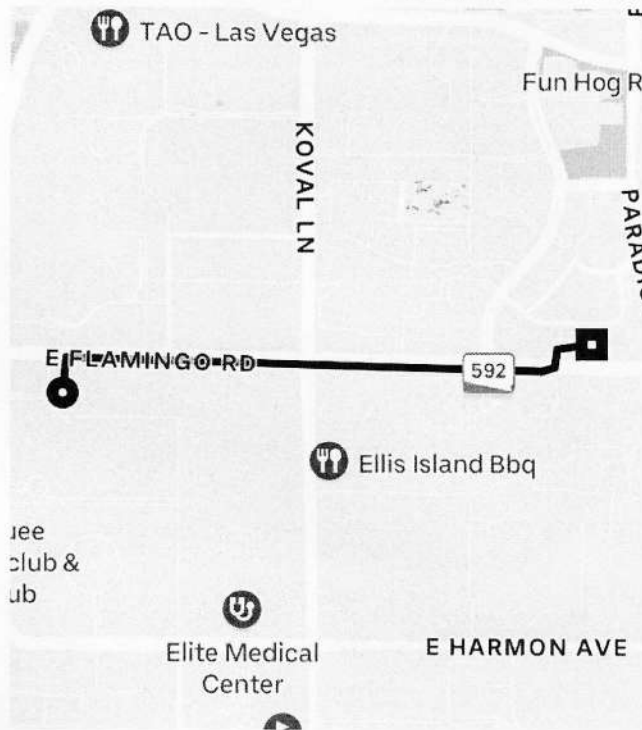 TAO - Las Vegas
Fun Hog R
KOVAL LN
PARADIS
E FLAMINGO RD
592
Ellis Island Bbq
uee
club &
ub
Elite Medical
Center
E HARMON AVE